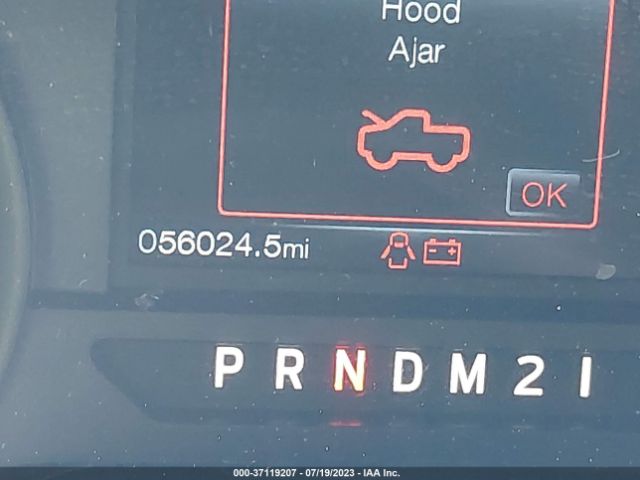 Hood
Ajar
OK
056024.5mi
P R N D M 2 1
000-37119207 - 07/19/2023 - IAA Inc.